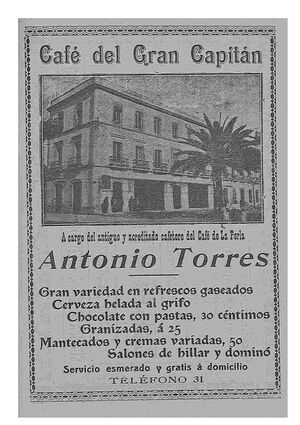 Café del Gran Capitán
A cargo del antiguo y acreditado cafetero del Café de La Perla
Antonio Torres
Gran variedad en refrescos gaseados
Cerveza helada al grifo
Chocolate con pastas, 30 céntimos
Granizadas, á 25
Mantecados y cremas variadas, 50
Salones de billar y dominó
Servicio esmerado y gratis á domicilio
TELÉFONO 31